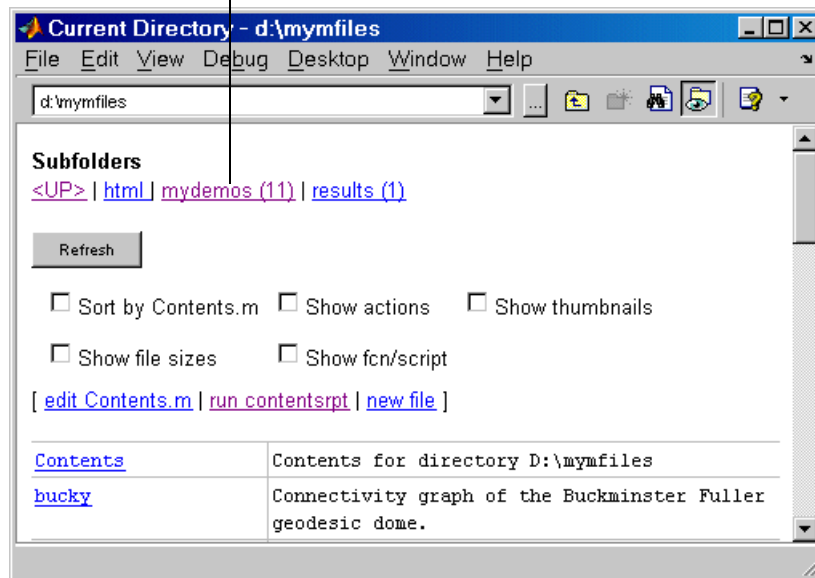 Current Directory - d:\mymfiles
File Edit View Debug Desktop Window Help
d:\mymfiles ...
Subfolders
<UP> | html | mydemos (11) | results (1)
Refresh
Sort by Contents.m Show actions Show thumbnails
Show file sizes Show fcn/script
[ edit Contents.m | run contentsrpt | new file ]
Contents Contents for directory D:\mymfiles
bucky Connectivity graph of the Buckminster Fuller
geodesic dome.